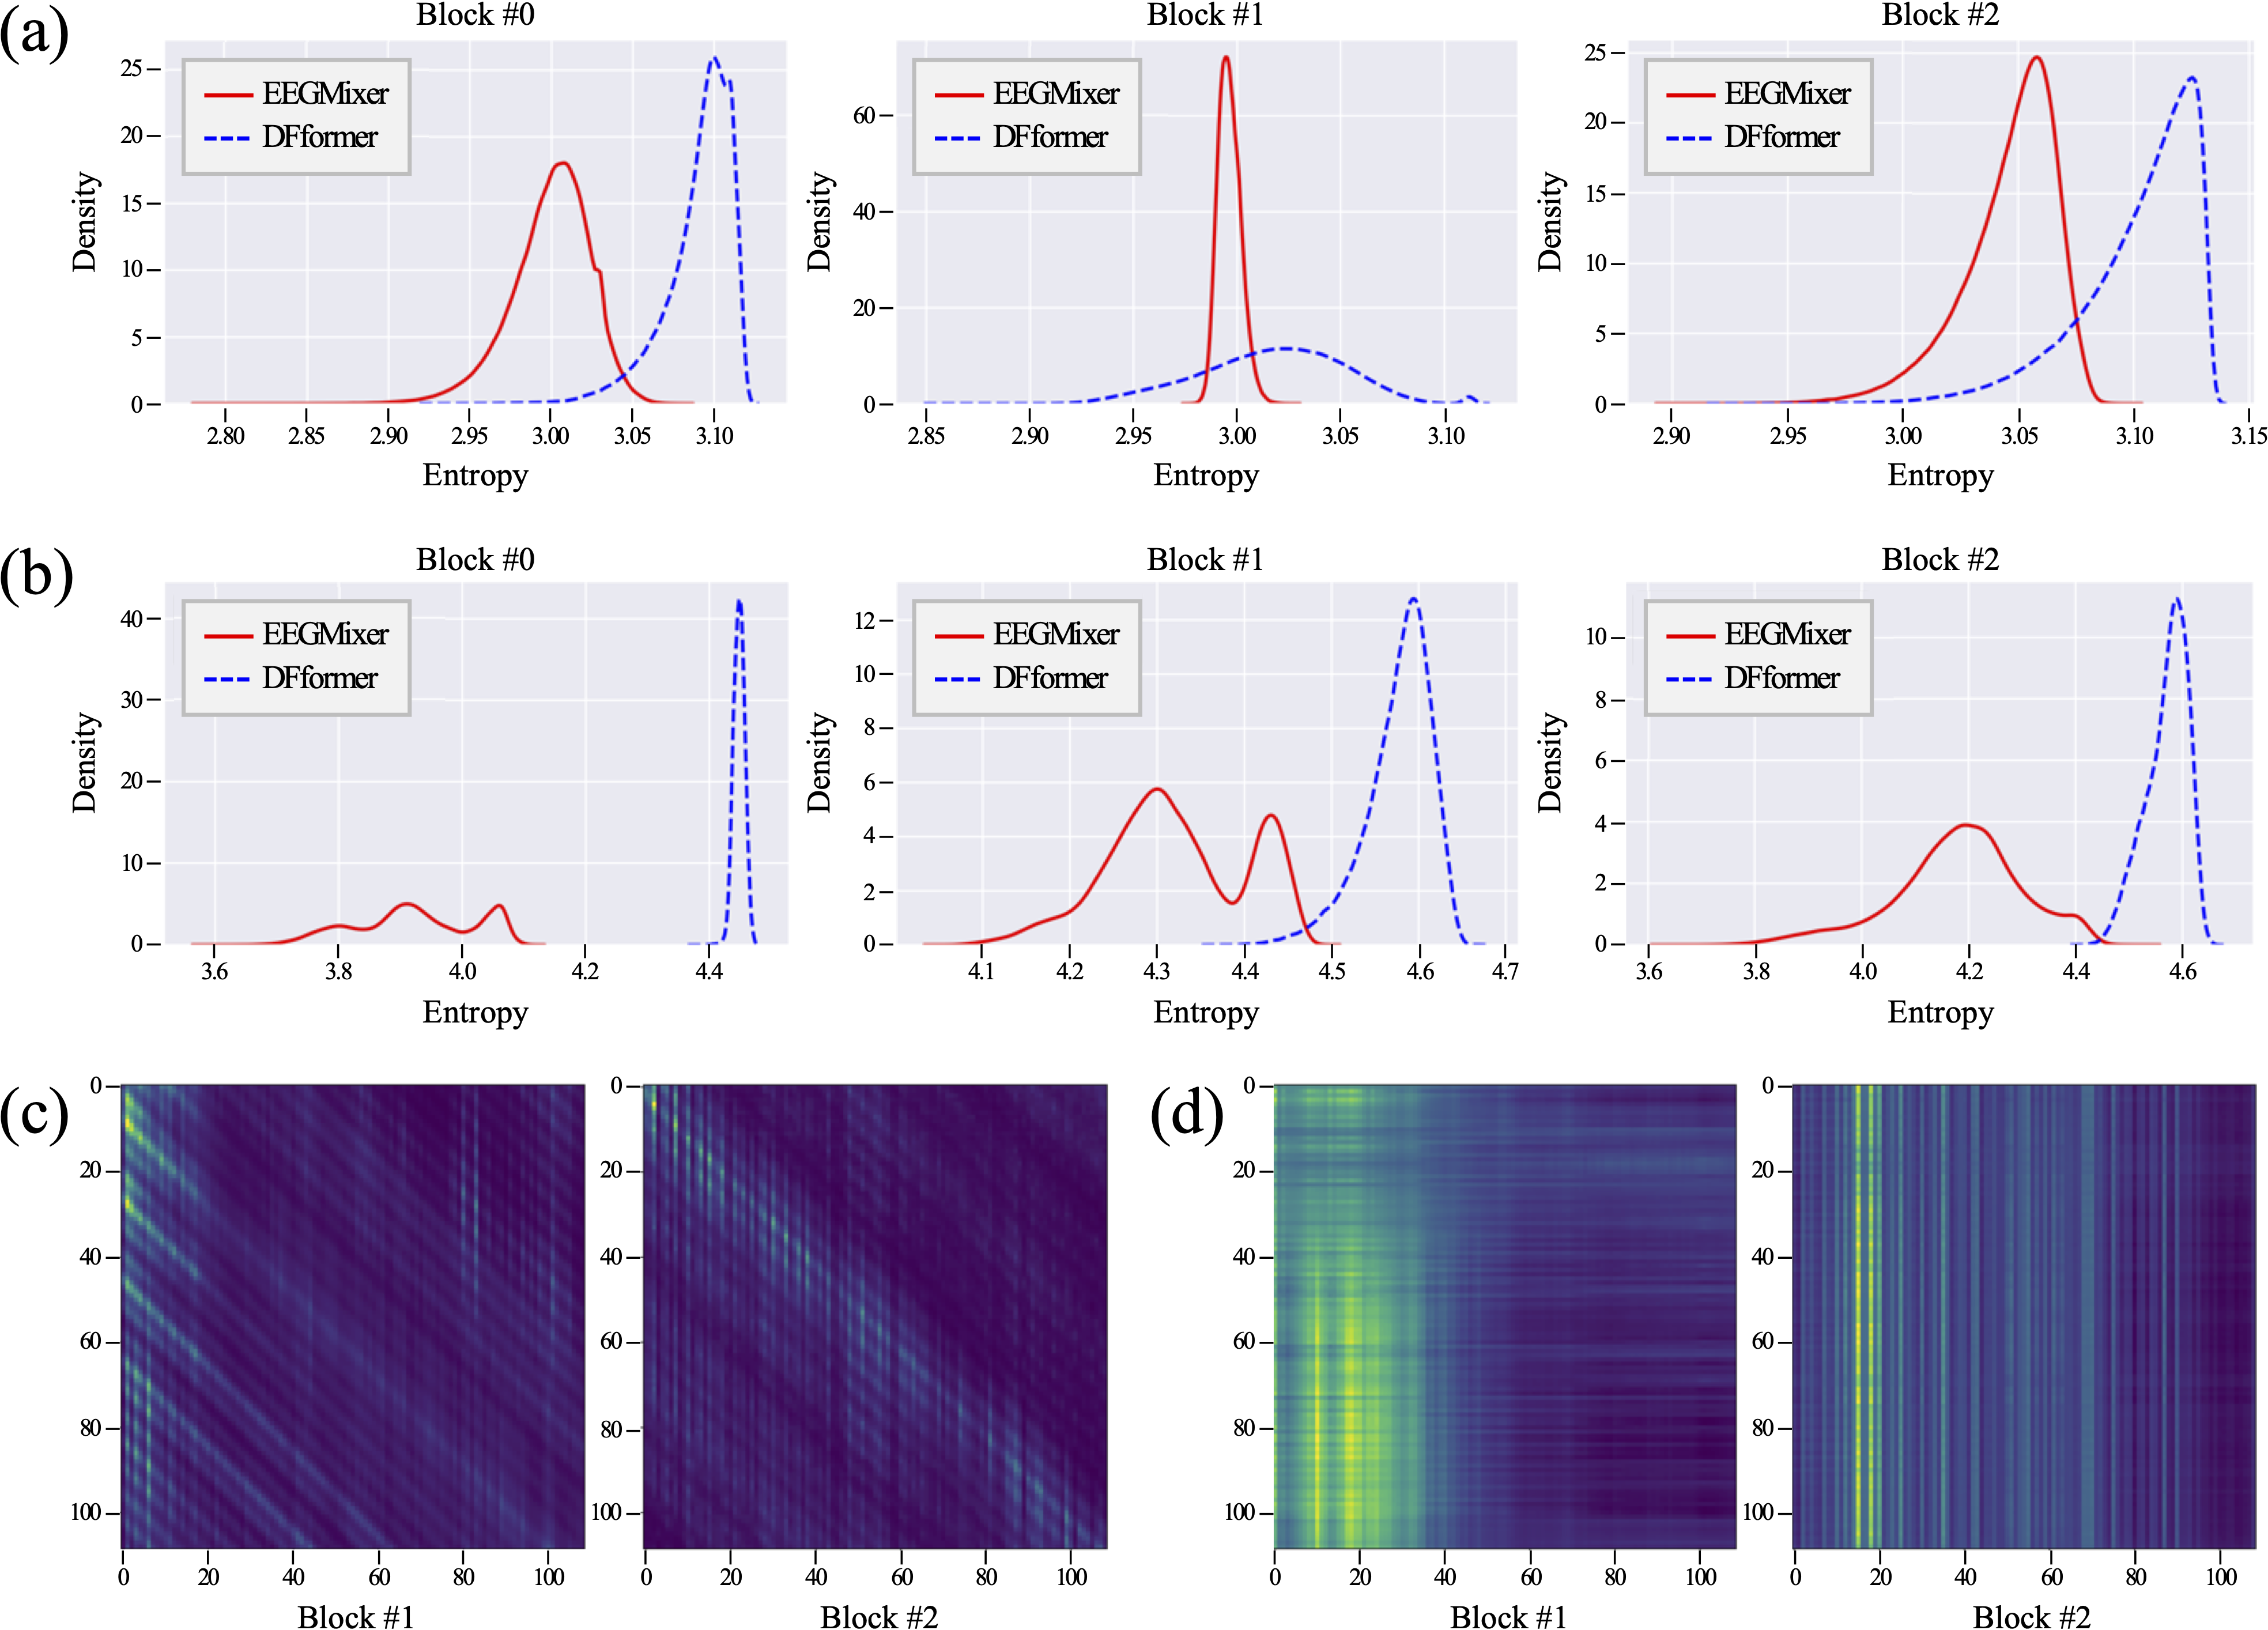 (a)
Block #0
Block #1
Block #2
EEGMixer
DFformer
EEGMixer
DFformer
EEGMixer
DFformer
Density
25
20
15
10
5
0
Density
60
40
20
0
Density
25
20
15
10
5
0
2.80 2.85 2.90 2.95 3.00 3.05 3.10
2.85 2.90 2.95 3.00 3.05 3.10
2.90 2.95 3.00 3.05 3.10 3.15
Entropy
Entropy
Entropy
(b)
Block #0
Block #1
Block #2
EEGMixer
DFformer
EEGMixer
DFformer
EEGMixer
DFformer
Density
40
30
20
10
0
Density
12
10
8
6
4
2
0
Density
10
8
6
4
2
0
3.6 3.8 4.0 4.2 4.4
4.1 4.2 4.3 4.4 4.5 4.6 4.7
3.6 3.8 4.0 4.2 4.4 4.6
Entropy
Entropy
Entropy
(c)
0
20
40
60
80
100
0 20 40 60 80 100
Block #1
0
20
40
60
80
100
0 20 40 60 80 100
Block #2
(d)
0
20
40
60
80
100
0 20 40 60 80 100
Block #1
0
20
40
60
80
100
0 20 40 60 80 100
Block #2